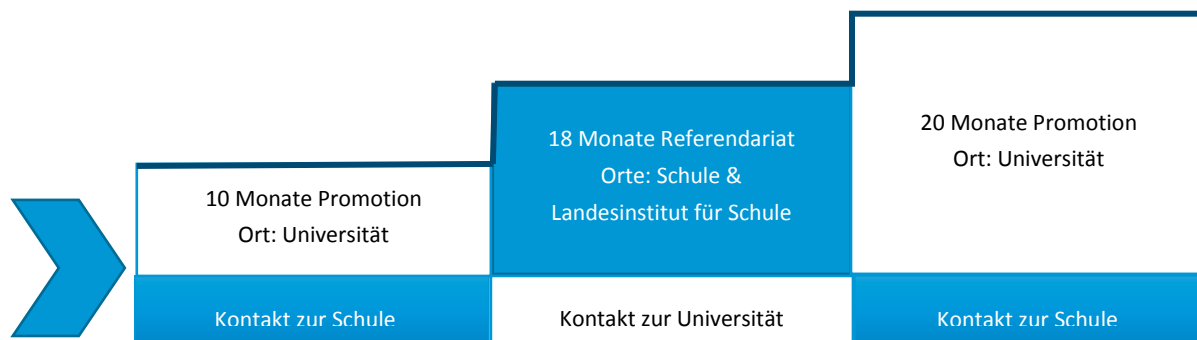 10 Monate Promotion
Ort: Universität
Kontakt zur Schule
18 Monate Referendariat
Orte: Schule &
Landesinstitut für Schule
Kontakt zur Universität
20 Monate Promotion
Ort: Universität
Kontakt zur Schule